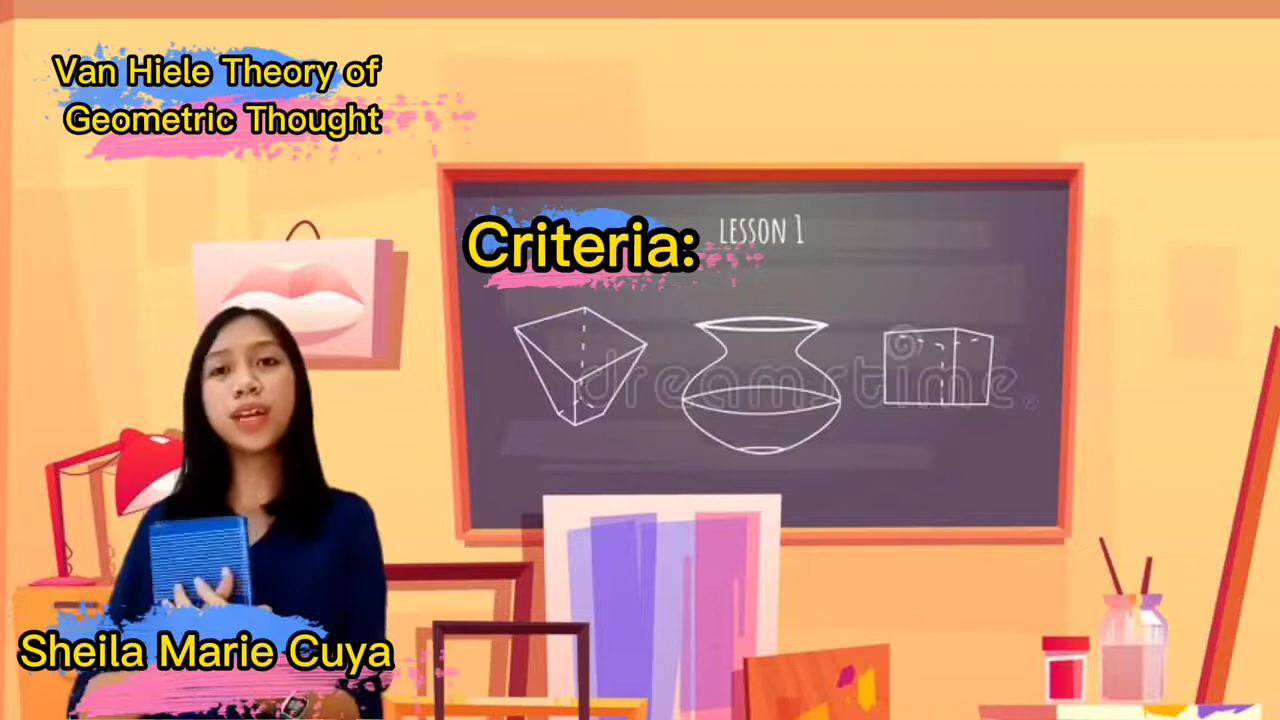 Van Hiele Theory of
Geometric Thought
Criteria:
LESSON 1
dreamstime
Sheila Marie Cuya